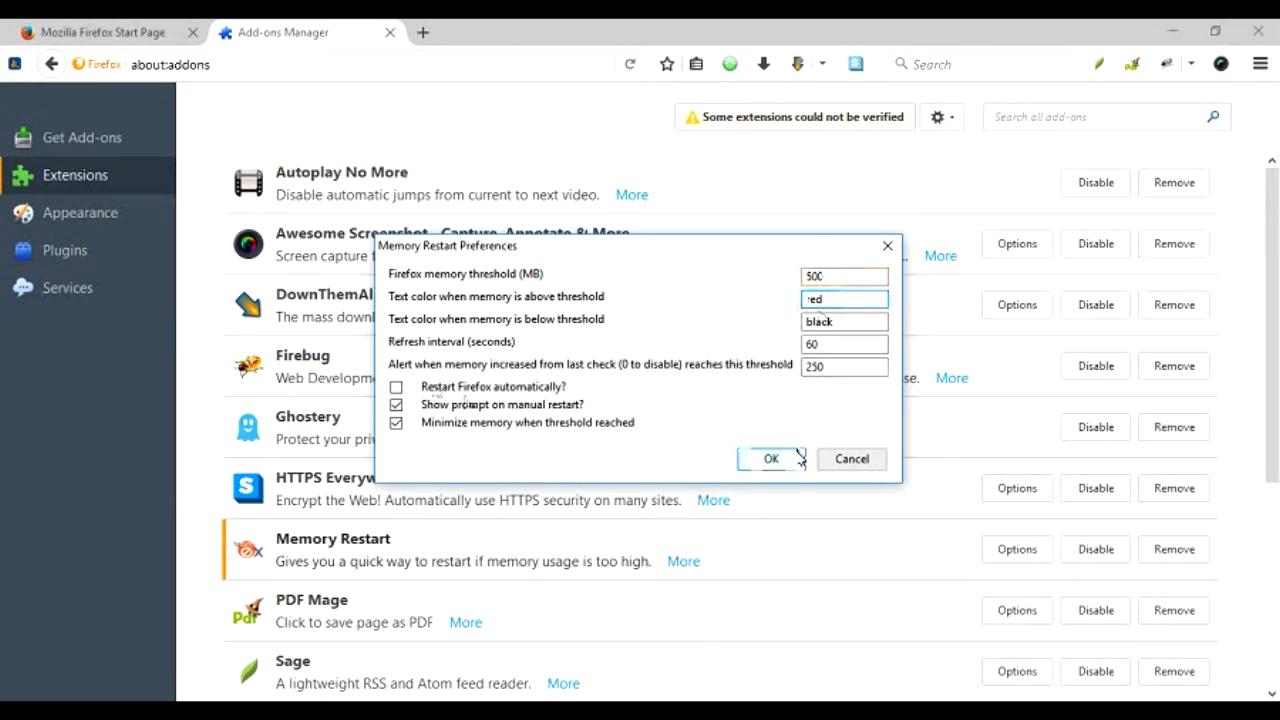 Mozilla Firefox Start Page
Add-ons Manager
Firefox about:addons
Search
Get Add-ons
Extensions
Appearance
Plugins
Services
Some extensions could not be verified
Search all add-ons
Autoplay No More
Disable automatic jumps from current to next video. More
Disable Remove
Awesome Screenshot - Capture, Annotate & More
Screen capture
.. More
Options Disable Remove
DownThemAl
The mass downl
Options Disable Remove
Firebug
Web Developm
se. More
Options Disable Remove
Ghostery
Protect your pri
Options Disable Remove
HTTPS Everyw
Encrypt the Web! Automatically use HTTPS security on many sites. More
Options Disable Remove
Memory Restart
Gives you a quick way to restart if memory usage is too high. More
Options Disable Remove
PDF Mage
Click to save page as PDF More
Options Disable Remove
Sage
A lightweight RSS and Atom feed reader. More
Options Disable Remove
Memory Restart Preferences
Firefox memory threshold (MB) 500
Text color when memory is above threshold red
Text color when memory is below threshold black
Refresh interval (seconds) 60
Alert when memory increased from last check (0 to disable) reaches this threshold 250
Restart Firefox automatically?
Show prompt on manual restart?
Minimize memory when threshold reached
OK Cancel